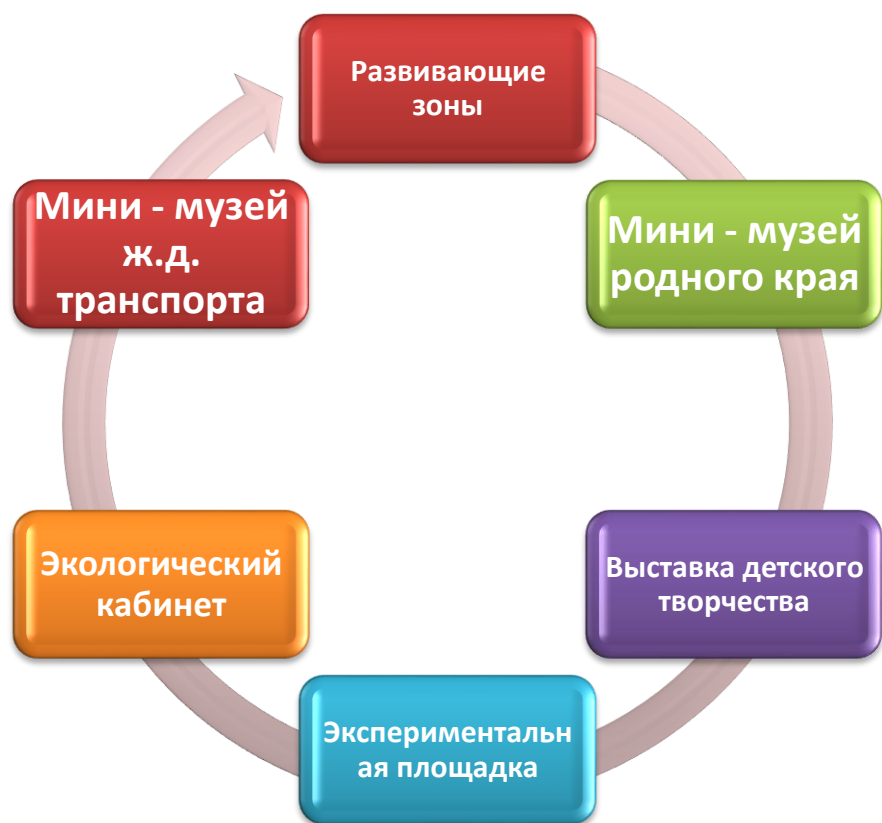 Развивающие
зоны
Мини - музей
родного края
Выставка детского
творчества
Экспериментальн
ая площадка
Экологический
кабинет
Мини - музей
ж.д.
транспорта